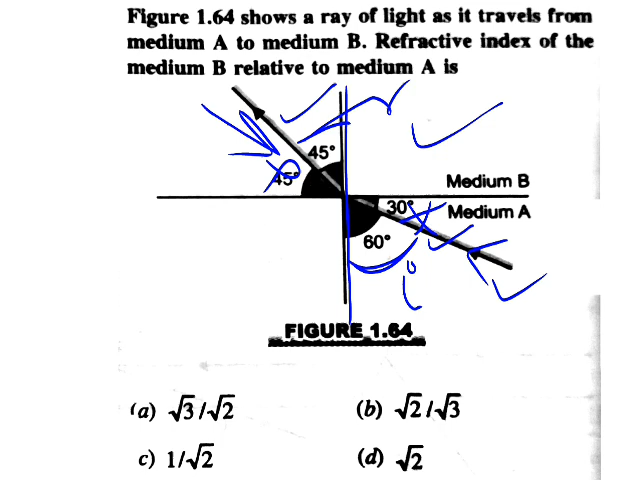 Figure 1.64 shows a ray of light as it travels from
medium A to medium B. Refractive index of the
medium B relative to medium A is
45°
45°
Medium B
30°
Medium A
60°
i
r
FIGURE 1.64
(a) √3/√2
(b) √2/√3
c) 1/√2
(d) √2